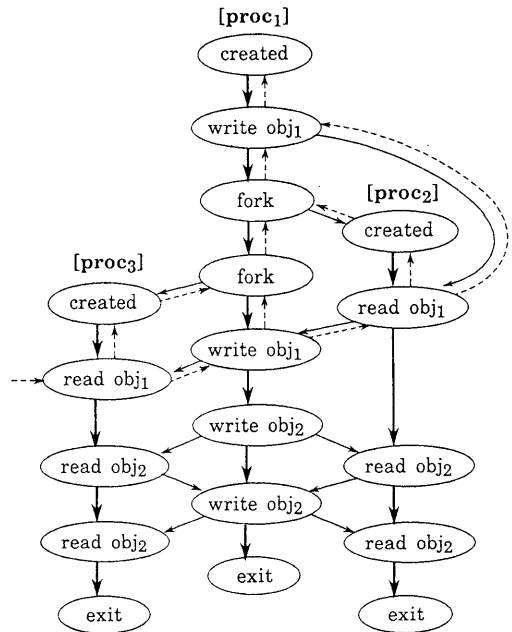 [proc1]
created
write obj1
fork
[proc2]
created
fork
[proc3]
created
read obj1
write obj1
read obj1
write obj2
read obj2
read obj2
write obj2
read obj2
read obj2
exit
exit
exit